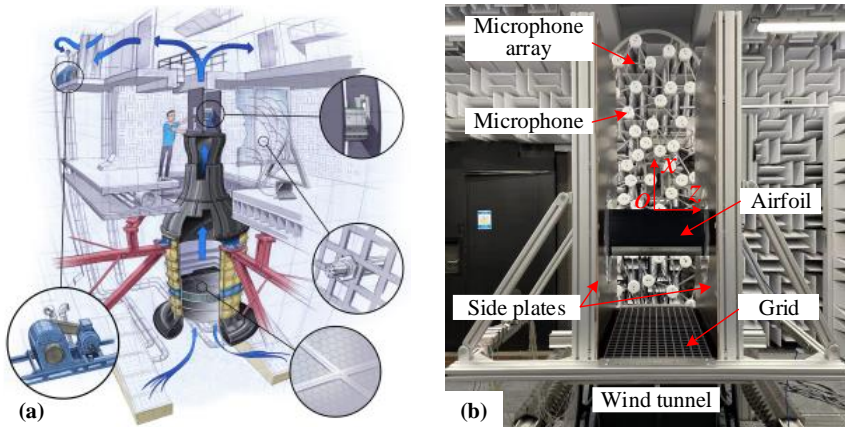 (a)
Microphone
array
Microphone
X
O
Z
Airfoil
Side plates
Grid
Wind tunnel
(b)